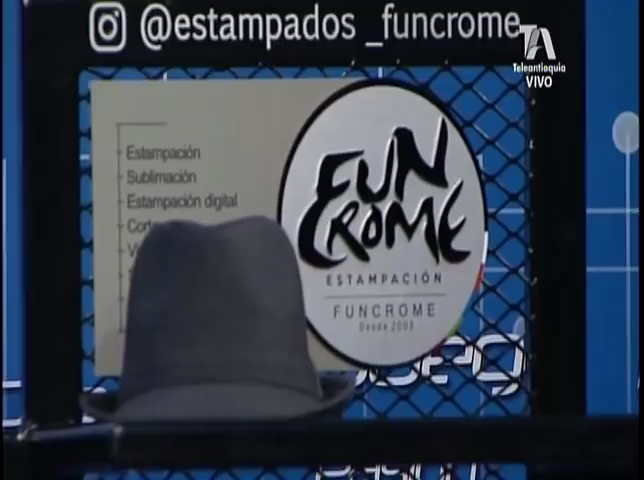 @estampados _funcrome
Teleantioquia
VIVO
Estampación
Sublimación
Estampación digital
FUN
CROME
ESTAMPACIÓN
FUNCROME
Desde 2003